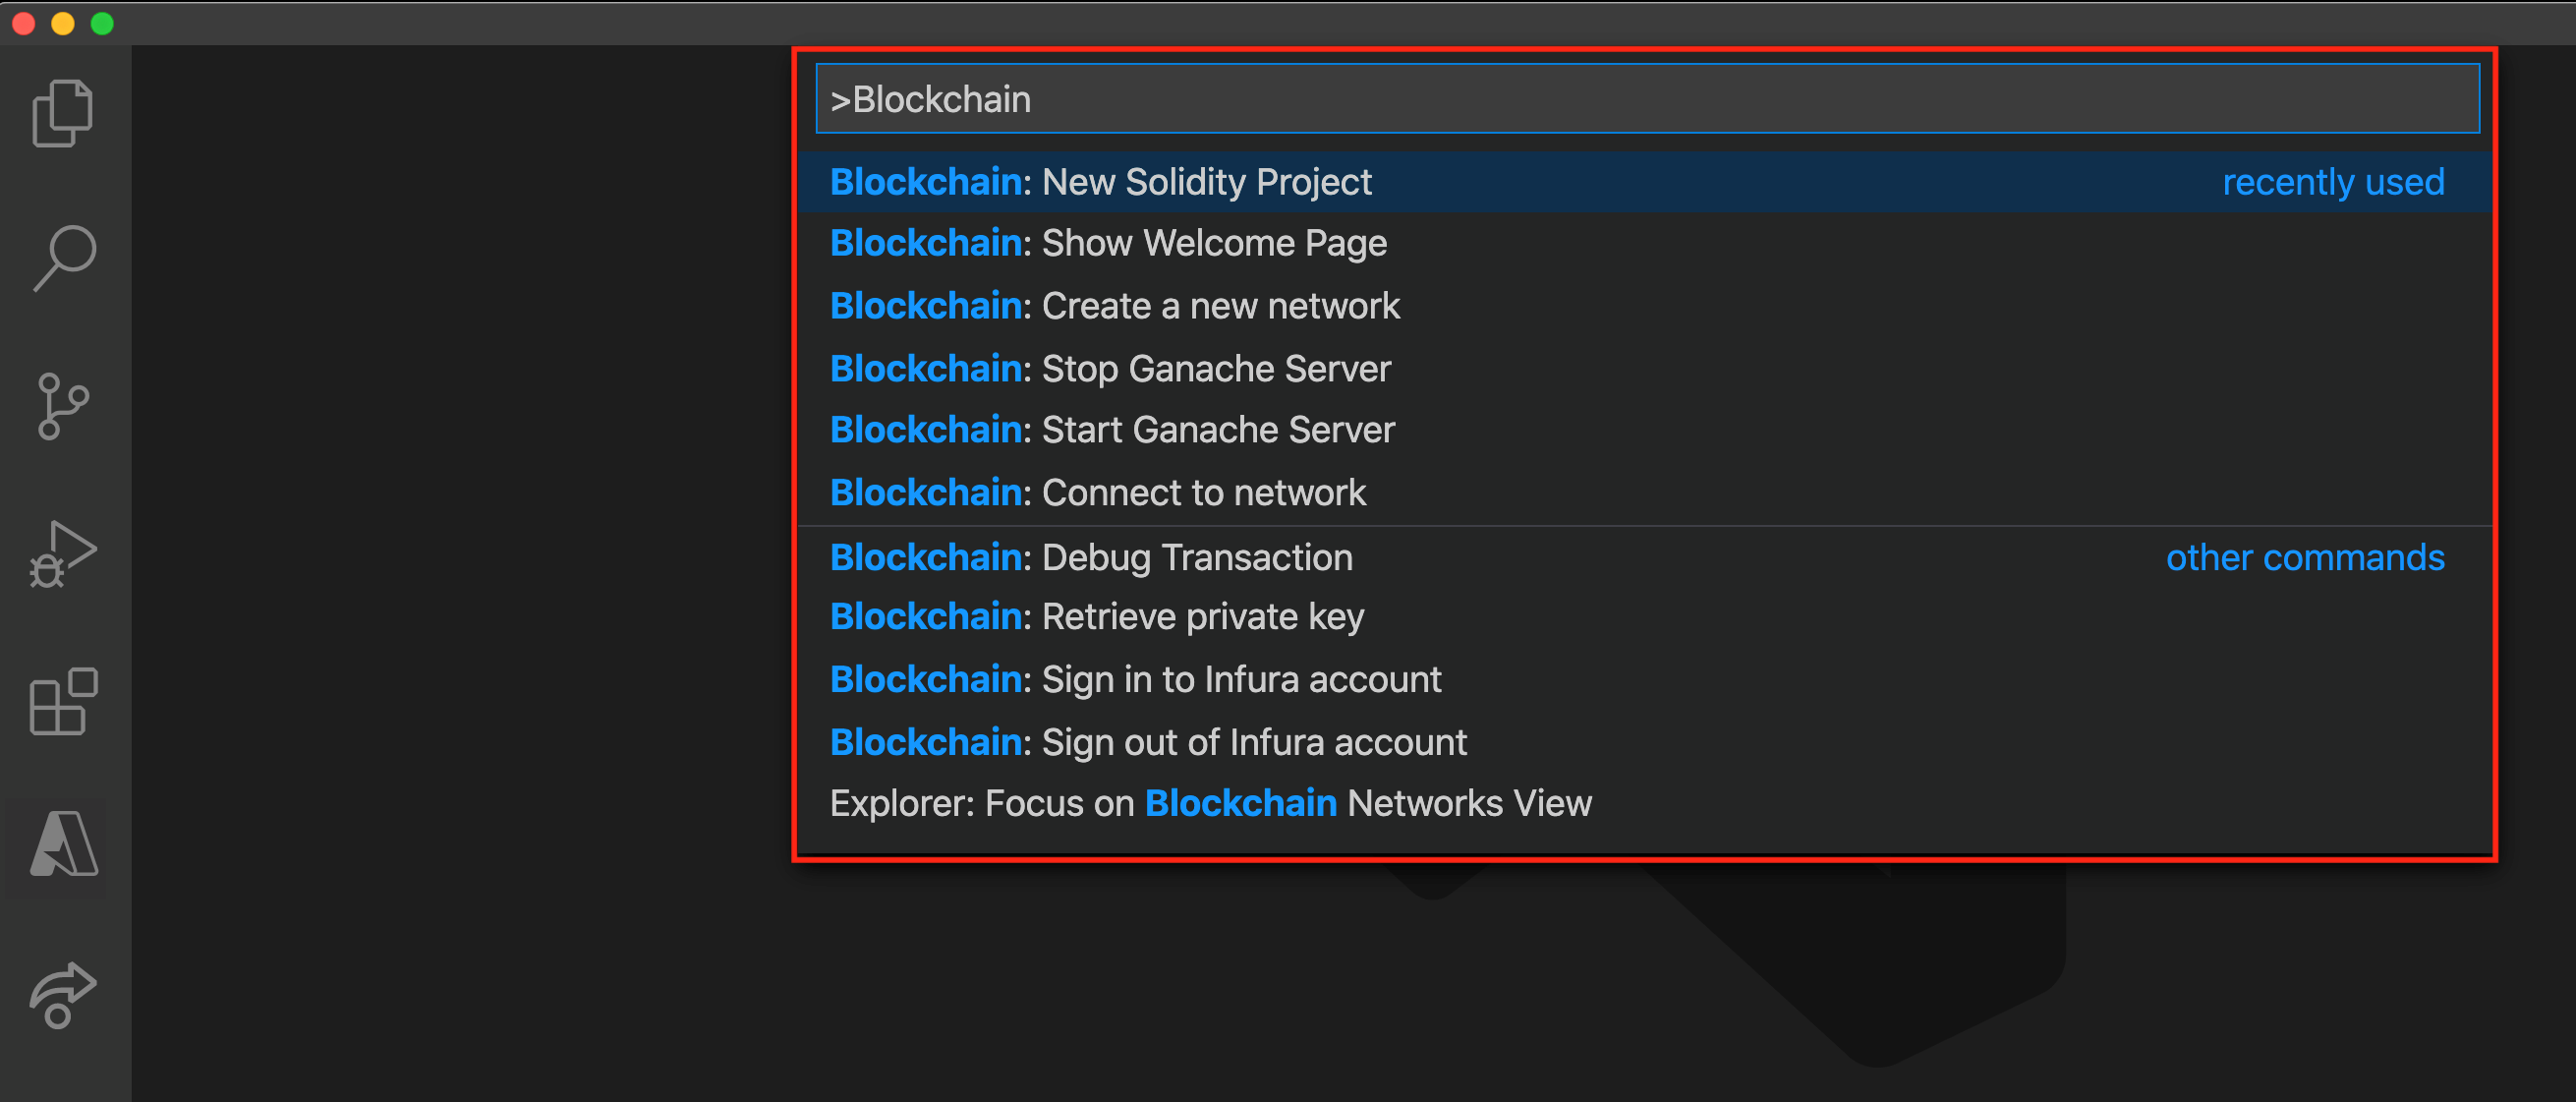 >Blockchain
Blockchain: New Solidity Project recently used
Blockchain: Show Welcome Page
Blockchain: Create a new network
Blockchain: Stop Ganache Server
Blockchain: Start Ganache Server
Blockchain: Connect to network
Blockchain: Debug Transaction other commands
Blockchain: Retrieve private key
Blockchain: Sign in to Infura account
Blockchain: Sign out of Infura account
Explorer: Focus on Blockchain Networks View